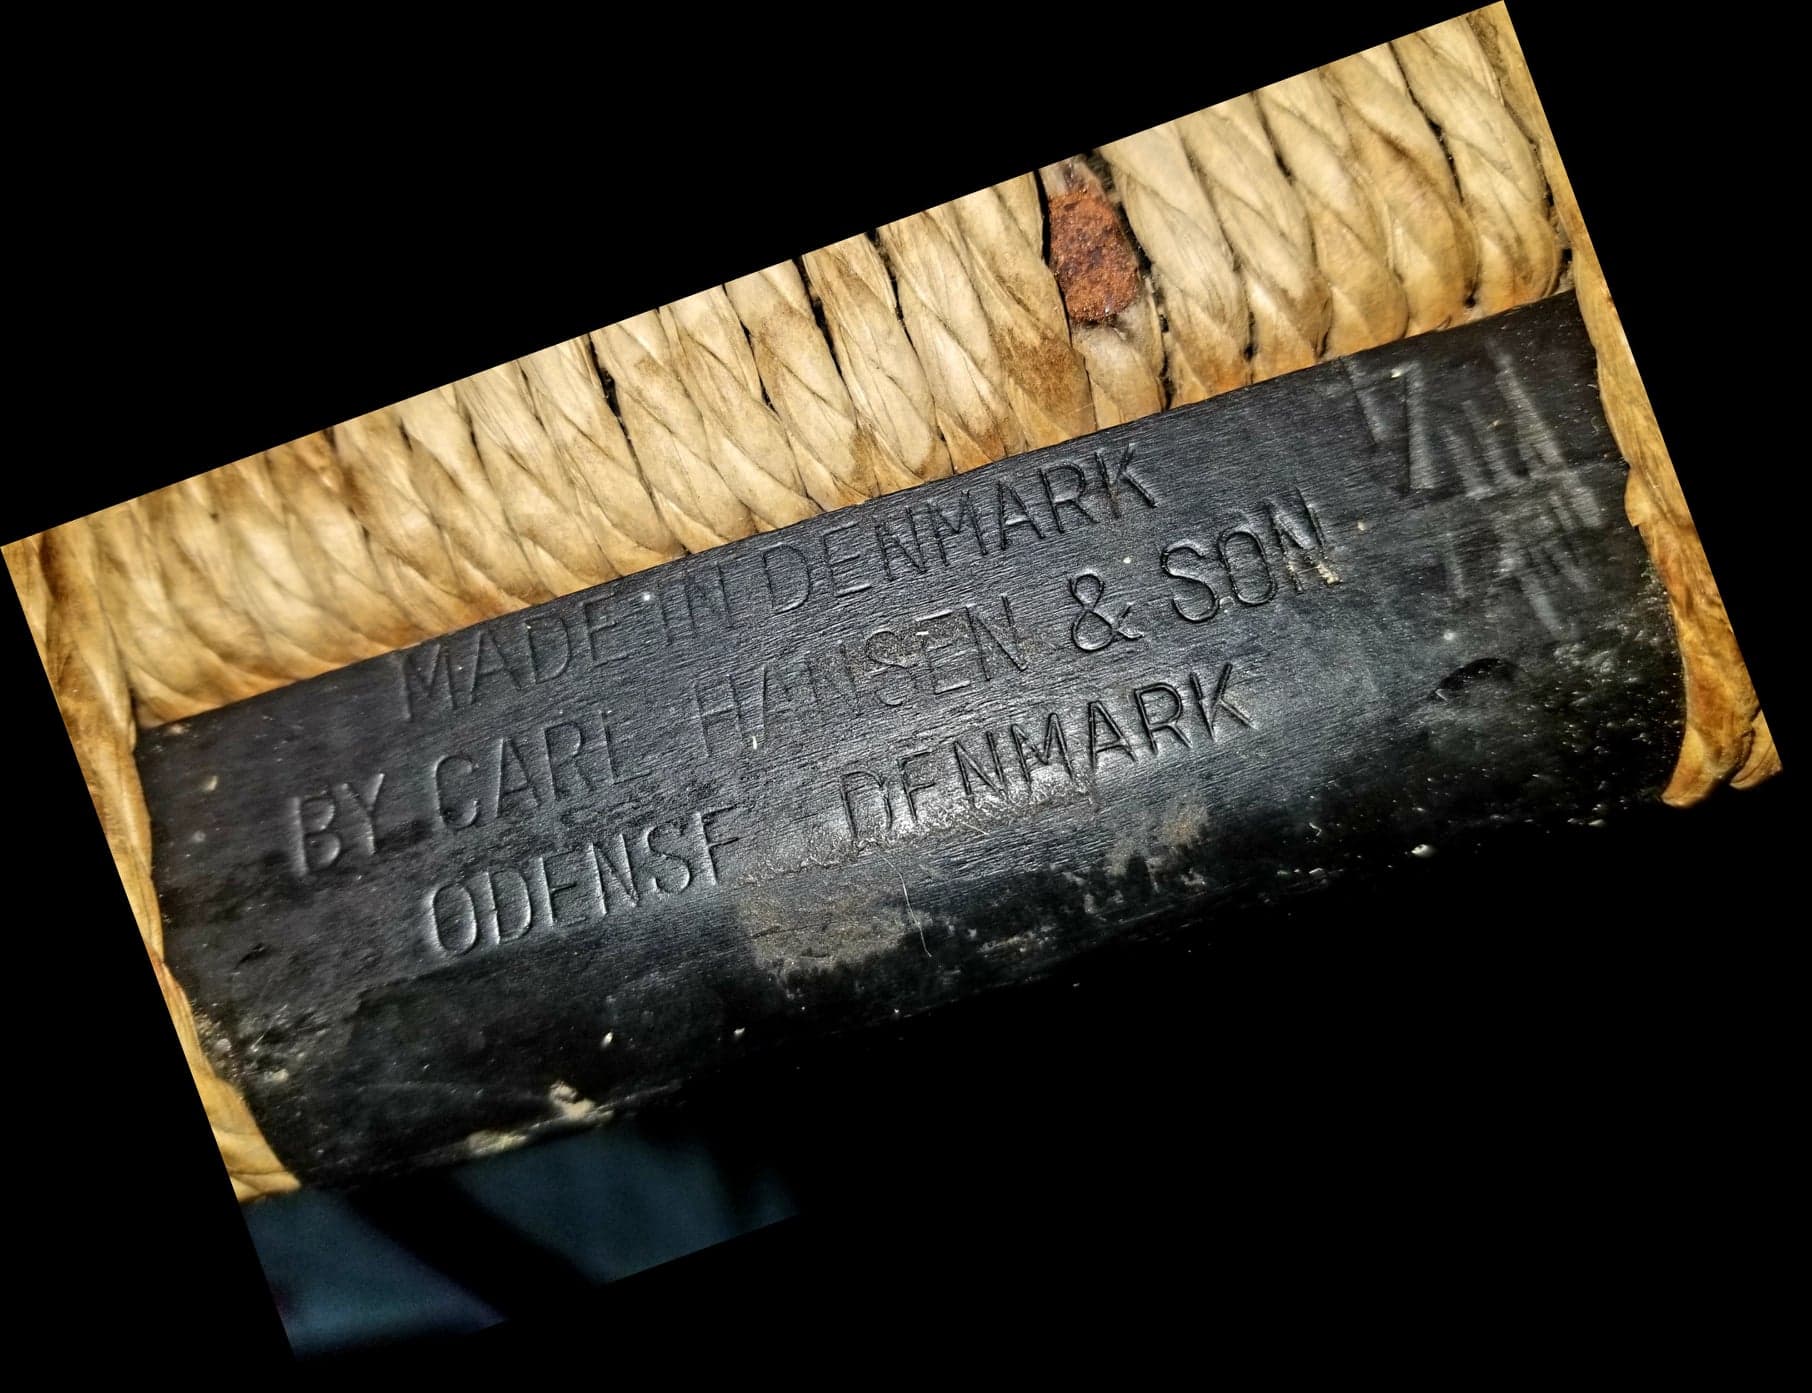 MADE IN DENMARK
BY CARL HANSEN & SON
ODENSE DENMARK